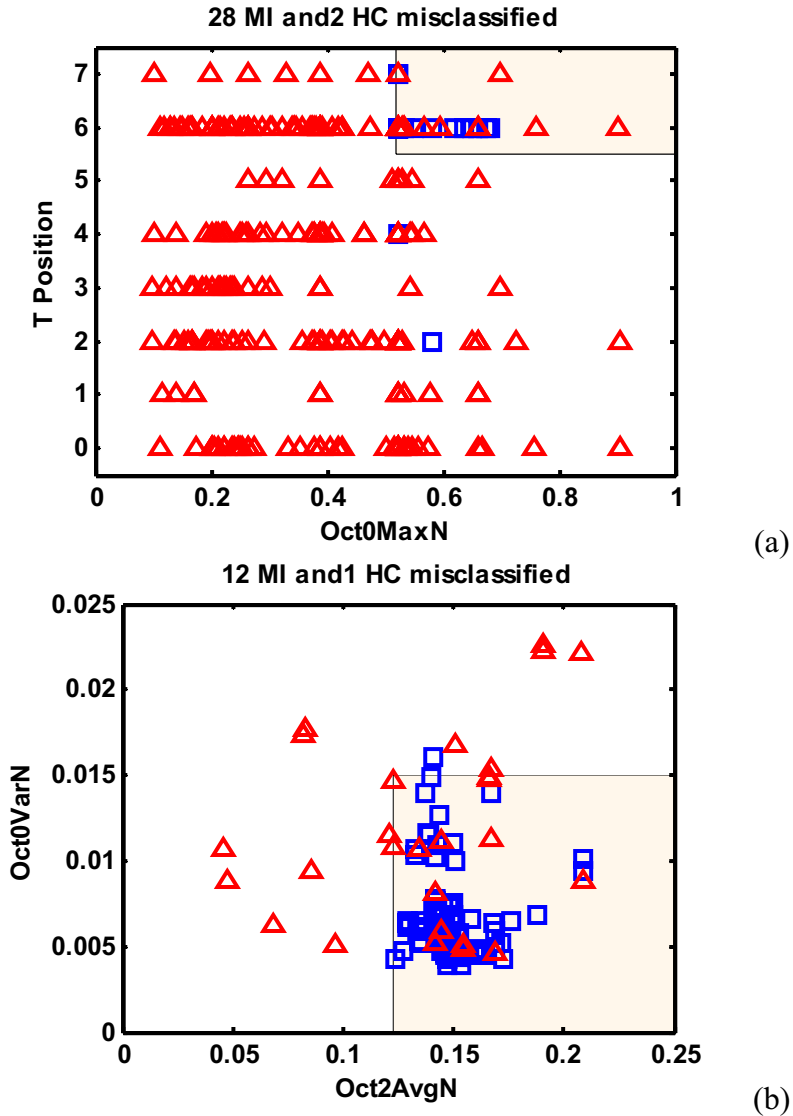 28 MI and2 HC misclassified
7
6
5
4
3
2
1
0
T Position
0 0.2 0.4 0.6 0.8 1
Oct0MaxN
(a)
12 MI and1 HC misclassified
0.025
0.02
0.015
0.01
0.005
0
Oct0VarN
0 0.05 0.1 0.15 0.2 0.25
Oct2AvgN
(b)